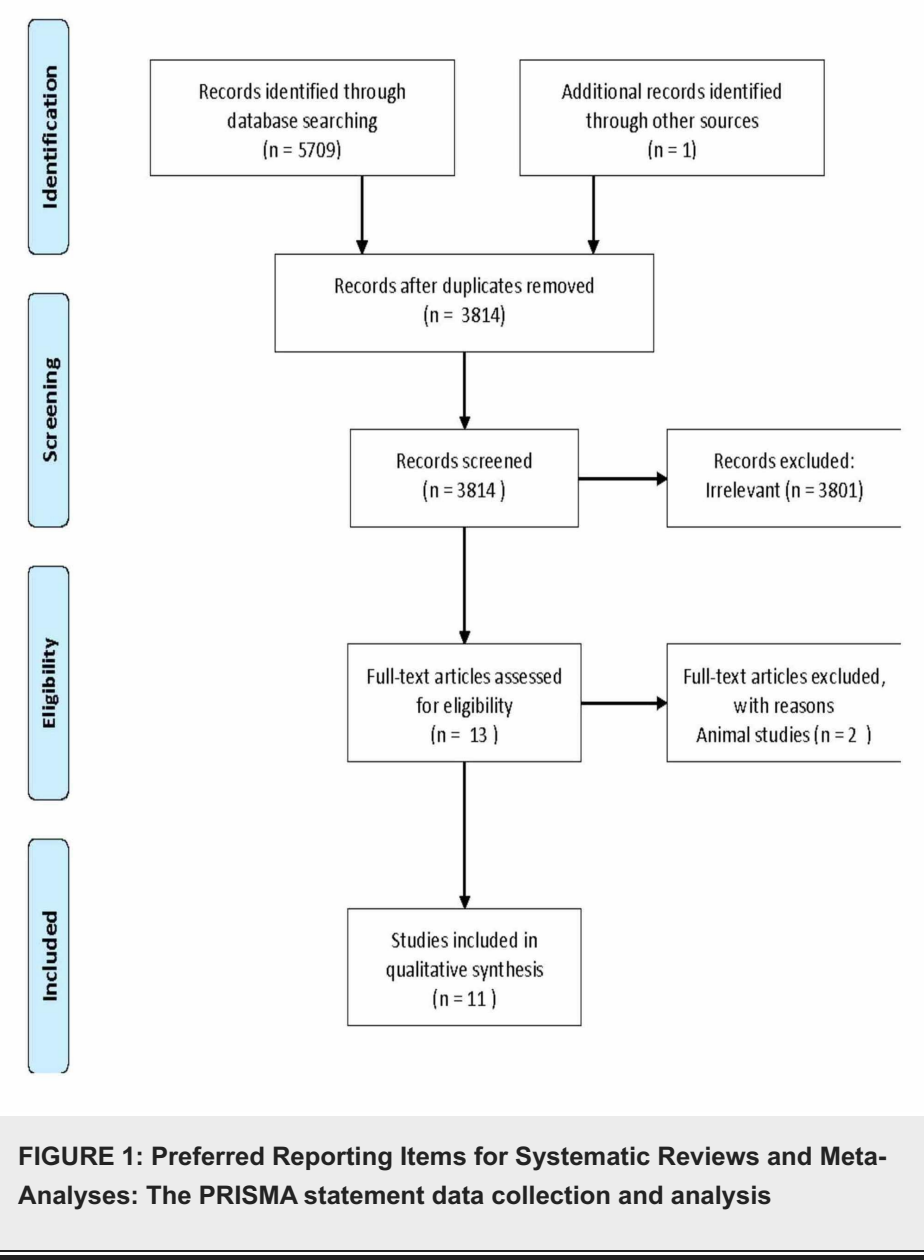 Identification
Records identified through
database searching
(n = 5709)
Additional records identified
through other sources
(n = 1)
Records after duplicates removed
(n = 3814)
Screening
Records screened
(n = 3814 )
Records excluded:
Irrelevant (n = 3801)
Eligibility
Full-text articles assessed
for eligibility
(n = 13 )
Full-text articles excluded,
with reasons
Animal studies (n = 2 )
Included
Studies included in
qualitative synthesis
(n = 11 )
FIGURE 1: Preferred Reporting Items for Systematic Reviews and Meta-
Analyses: The PRISMA statement data collection and analysis